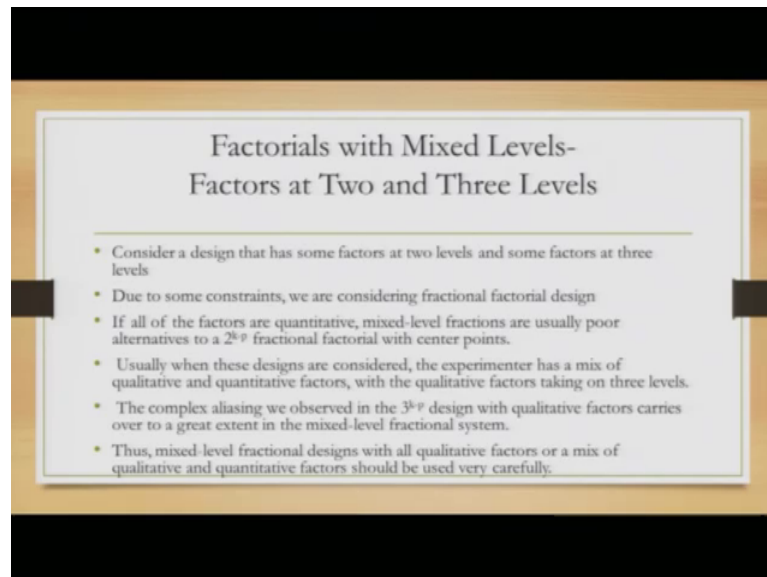 Factorials with Mixed Levels-
Factors at Two and Three Levels
• Consider a design that has some factors at two levels and some factors at three
levels
• Due to some constraints, we are considering fractional factorial design
• If all of the factors are quantitative, mixed-level fractions are usually poor
alternatives to a 2^k-p fractional factorial with center points.
• Usually when these designs are considered, the experimenter has a mix of
qualitative and quantitative factors, with the qualitative factors taking on three levels.
• The complex aliasing we observed in the 3^k-p design with qualitative factors carries
over to a great extent in the mixed-level fractional system.
• Thus, mixed-level fractional designs with all qualitative factors or a mix of
qualitative and quantitative factors should be used very carefully.